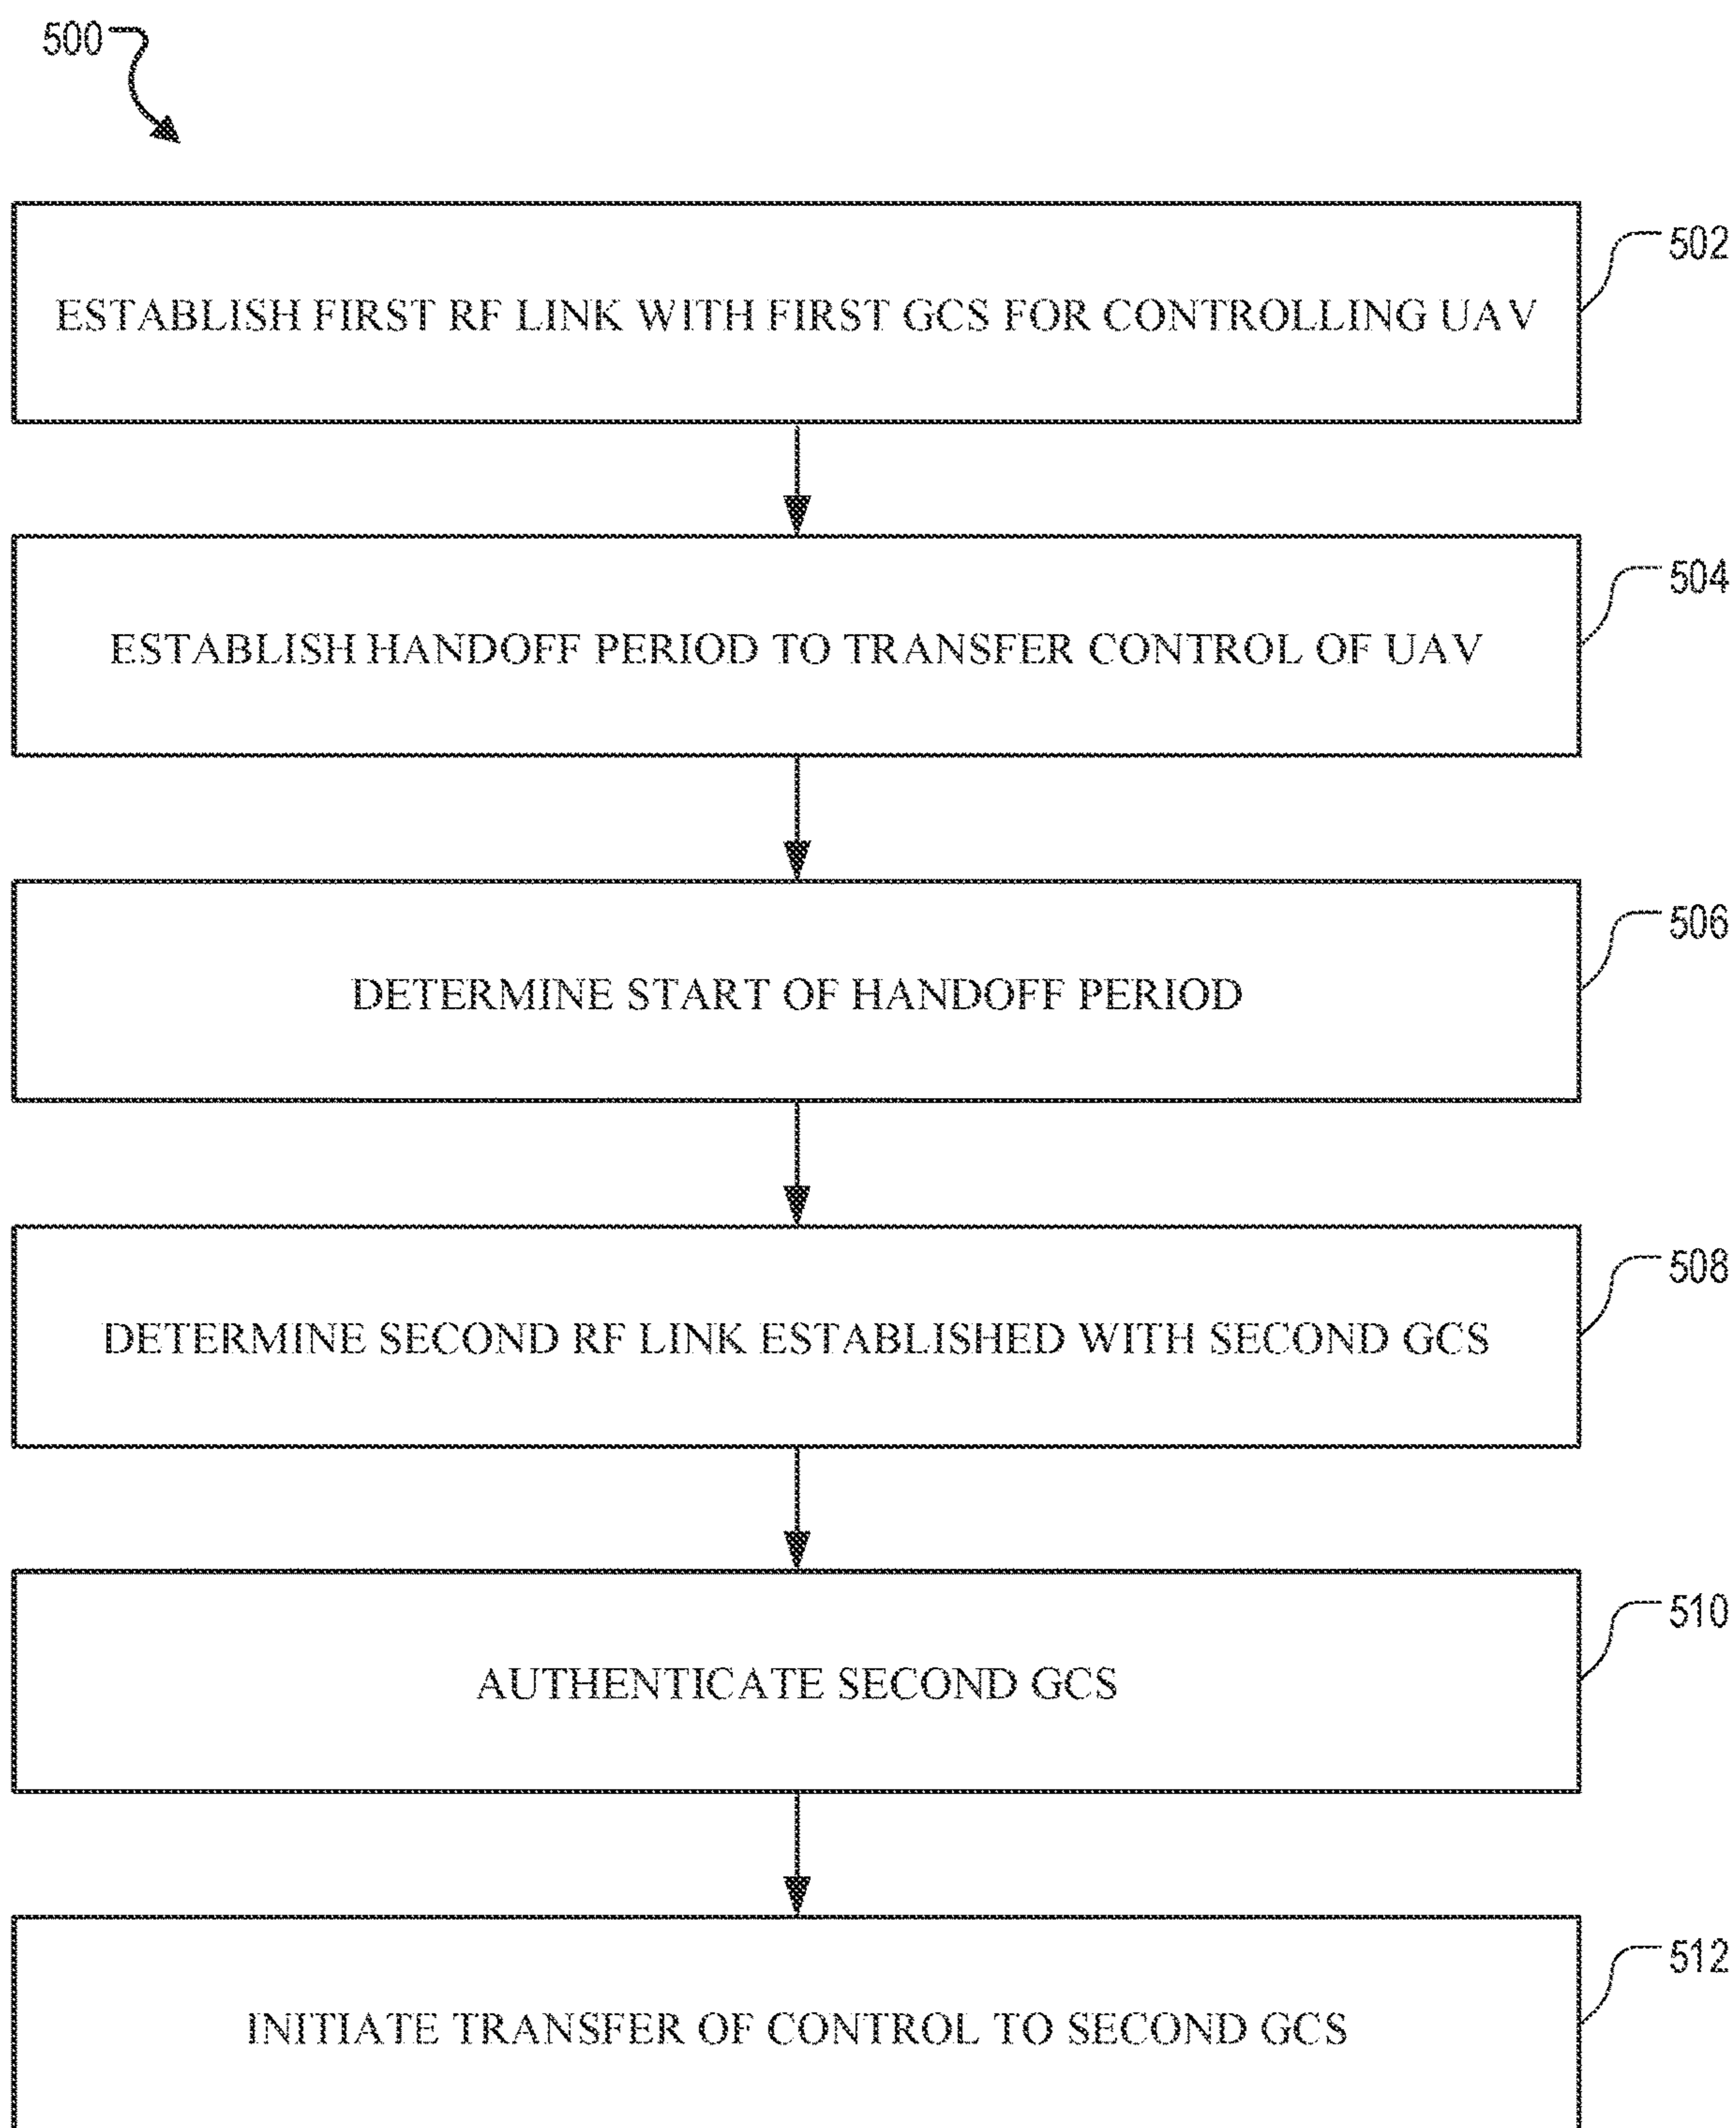 500
502
ESTABLISH FIRST RF LINK WITH FIRST GCS FOR CONTROLLING UAV
504
ESTABLISH HANDOFF PERIOD TO TRANSFER CONTROL OF UAV
506
DETERMINE START OF HANDOFF PERIOD
508
DETERMINE SECOND RF LINK ESTABLISHED WITH SECOND GCS
510
AUTHENTICATE SECOND GCS
512
INITIATE TRANSFER OF CONTROL TO SECOND GCS